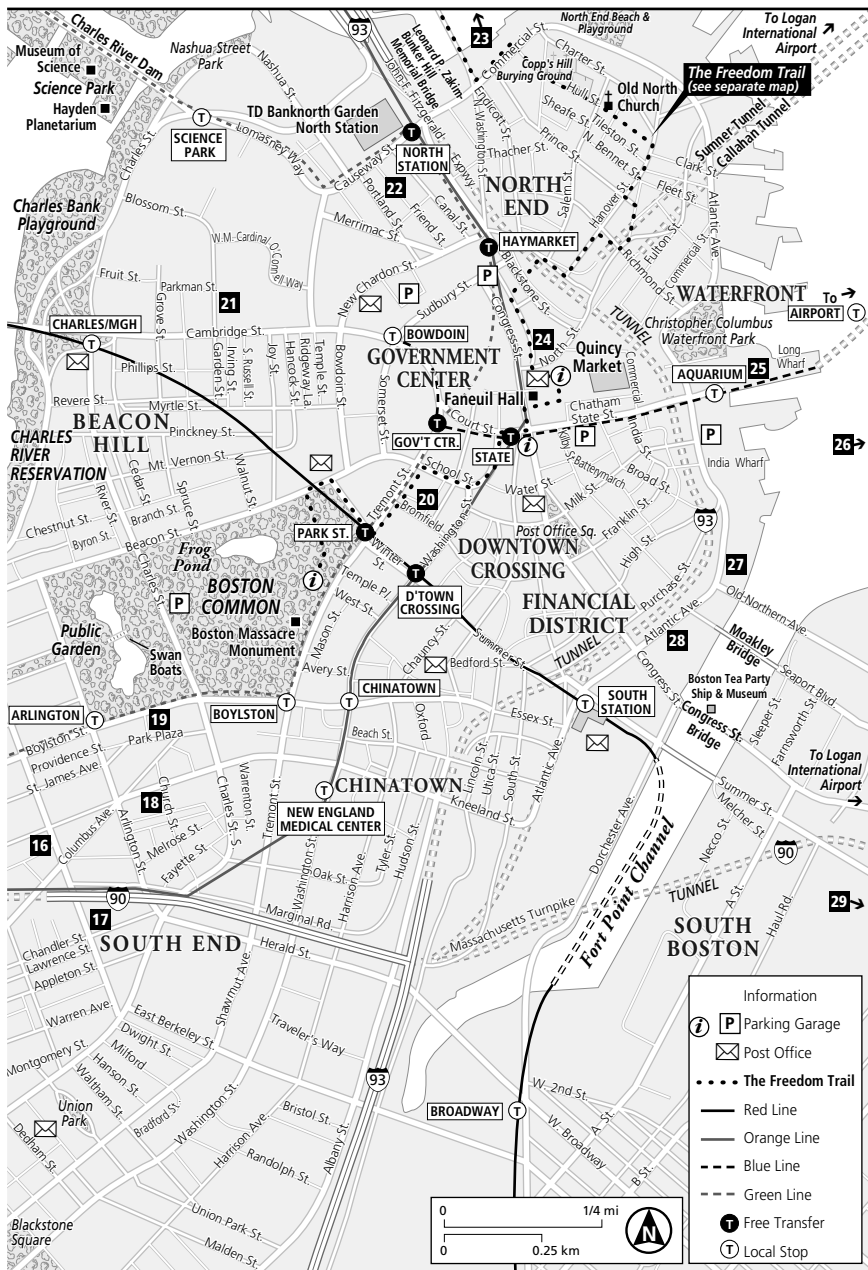 Charles River Dam
93
Leonard P. Zakim
Bunker Hill
Memorial Bridge
23
Commercial St.
North End Beach &
Playground
To Logan
International
Airport
Museum of
Science
Science Park
Hayden
Planetarium
Nashua Street
Park
Nashua St.
John F. Fitzgerald
Expwy.
Endicott St.
N. Washington St.
Copp's Hill
Burying Ground
Charter St.
Hull St.
Old North
Church
The Freedom Trail
(see separate map)
Sheafe St.
Tileston St.
N. Bennet St.
Prince St.
Thacher St.
Salem St.
Hanover St.
Clark St.
Fleet St.
Sumner Tunnel
Callahan Tunnel
Atlantic Ave.
TD Banknorth Garden
North Station
T
SCIENCE
PARK
Lomasney Way
Charles St.
T
NORTH
STATION
Causeway St.
22
Portland St.
Friend St.
Canal St.
Merrimac St.
NORTH
END
Charles Bank
Playground
Blossom St.
W.M. Cardinal O'Connell Way
T
HAYMARKET
Fulton St.
Commercial St.
Richmond St.
Fruit St.
Parkman St.
Grove St.
21
New Chardon St.
P
Sudbury St.
P
Blackstone St.
TUNNEL
WATERFRONT
To
AIRPORT
T
Christopher Columbus
Waterfront Park
CHARLES/MGH
T
Cambridge St.
T
BOWDOIN
GOVERNMENT
CENTER
Congress St.
24
North St.
Quincy
Market
Commercial
AQUARIUM
T
25
Long
Wharf
Phillips St.
Irving St.
Garden St.
S. Russell St.
Joy St.
Hancock St.
Ridgeway La.
Temple St.
Bowdoin St.
Somerset St.
i
Faneuil Hall
Revere St.
Myrtle St.
BEACON
HILL
Pinckney St.
T
GOV'T CTR.
Court St.
T
STATE
i
Chatham
State St.
P
India St.
P
India Wharf
26
CHARLES
RIVER
RESERVATION
Mt. Vernon St.
Cedar St.
River St.
Walnut St.
Spruce St.
Chestnut St.
Branch St.
Byron St.
Beacon St.
Tremont St.
School St.
20
Bromfield
Washington St.
Kilby St.
Batterymarch
Broad St.
Water St.
Milk St.
Post Office Sq.
Franklin St.
High St.
93
PARK ST.
T
Winter
St.
DOWNTOWN
CROSSING
Frog
Pond
i
BOSTON
COMMON
Charles St.
P
Boston Massacre
Monument
Temple Pl.
West St.
Mason St.
T
D'TOWN
CROSSING
Purchase St.
27
Old Northern Ave.
FINANCIAL
DISTRICT
Public
Garden
Swan
Boats
Avery St.
Chauncy St.
Bedford St.
Summer St.
TUNNEL
Atlantic Ave.
28
Moakley
Bridge
Seaport Blvd
Congress St.
Boston Tea Party
Ship & Museum
Congress St.
Bridge
Sleeper St.
Farnsworth St.
ARLINGTON
T
19
Boylston St.
Park Plaza
BOYLSTON
T
T
CHINATOWN
Essex St.
SOUTH
STATION
T
Providence St.
St. James Ave.
Beach St.
Oxford
Lincoln St.
Utica St.
South St.
Atlantic Ave.
To Logan
International
Airport
18
Church St.
Warrenton St.
Charles St. S.
Tremont St.
T
CHINATOWN
NEW ENGLAND
MEDICAL CENTER
Kneeland St.
Dorchester Ave.
Summer St.
Melcher St.
Necco St.
16
Columbus Ave.
Arlington St.
Melrose St.
Fayette St.
Oak St.
Washington St.
Harrison Ave.
Tyler St.
Hudson St.
Fort Point Channel
A St.
90
TUNNEL
Haul Rd.
90
Marginal Rd
Massachusetts Turnpike
29
17
SOUTH END
Herald St.
SOUTH
BOSTON
Chandler St.
Lawrence St.
Appleton St.
Warren Ave.
Shawmut Ave.
Montgomery St.
East Berkeley St.
Dwight St.
Milford
Hanson St.
Waltham St.
Bradford St.
Traveler's Way
93
Washington St.
Bristol St.
Harrison Ave.
Randolph St.
Albany St.
Union
Park
Dedham St.
BROADWAY
T
W. 2nd St.
W. Broadway
A St.
B St.
Blackstone
Square
Union Park St.
Malden St.
0
1/4 mi
0
0.25 km
N
Information
i
P
Parking Garage
Post Office
The Freedom Trail
Red Line
Orange Line
Blue Line
Green Line
T
Free Transfer
T
Local Stop